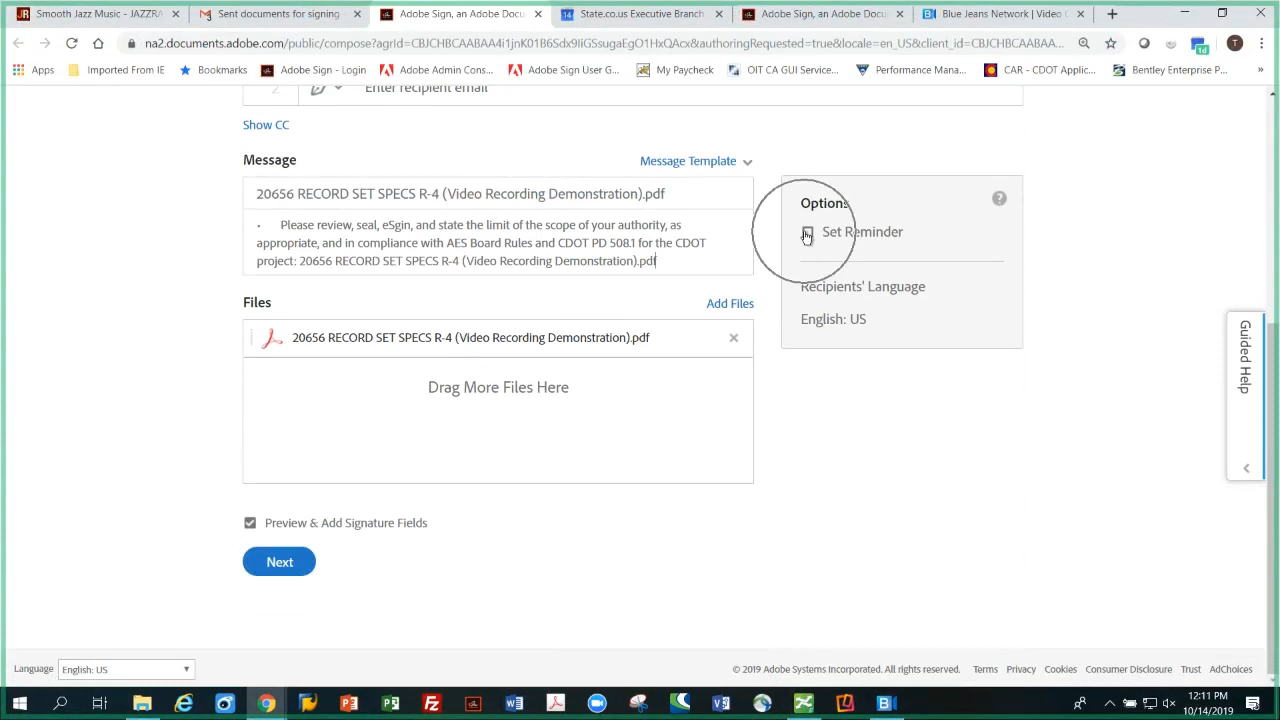 Smooth Jazz Music - JAZZRA
Sent documents for signing
Adobe Sign, an Adobe Docu
State.co.us Executive Branch
Adobe Sign, an Adobe Docu
Blue Jeans Network | Video C
na2.documents.adobe.com/public/compose?agrId=CBJCHBCAABAA4l1jnK01B6Sdx9IiGSsugaEgO1HxQAcx&authoringRequested=true&locale=en_US&client_id=CBJCHBCAABAA...
1d
T
Apps
Imported From IE
Bookmarks
Adobe Sign - Login
Adobe Admin Cons...
Adobe Sign User G...
My Paycheck
OIT CA GUI Service...
Performance Mana...
CAR - CDOT Applic...
Bentley Enterprise P...
»
2
Enter recipient email
Show CC
Message
Message Template
20656 RECORD SET SPECS R-4 (Video Recording Demonstration).pdf
· Please review, seal, eSgin, and state the limit of the scope of your authority, as
appropriate, and in compliance with AES Board Rules and CDOT PD 508.1 for the CDOT
project: 20656 RECORD SET SPECS R-4 (Video Recording Demonstration).pdf
Options
?
Set Reminder
Recipients' Language
English: US
Files
Add Files
20656 RECORD SET SPECS R-4 (Video Recording Demonstration).pdf
Drag More Files Here
Guided Help
Preview & Add Signature Fields
Next
Language
English: US
© 2019 Adobe Systems Incorporated. All rights reserved.
Terms
Privacy
Cookies
Consumer Disclosure
Trust
AdChoices
12:11 PM
10/14/2019